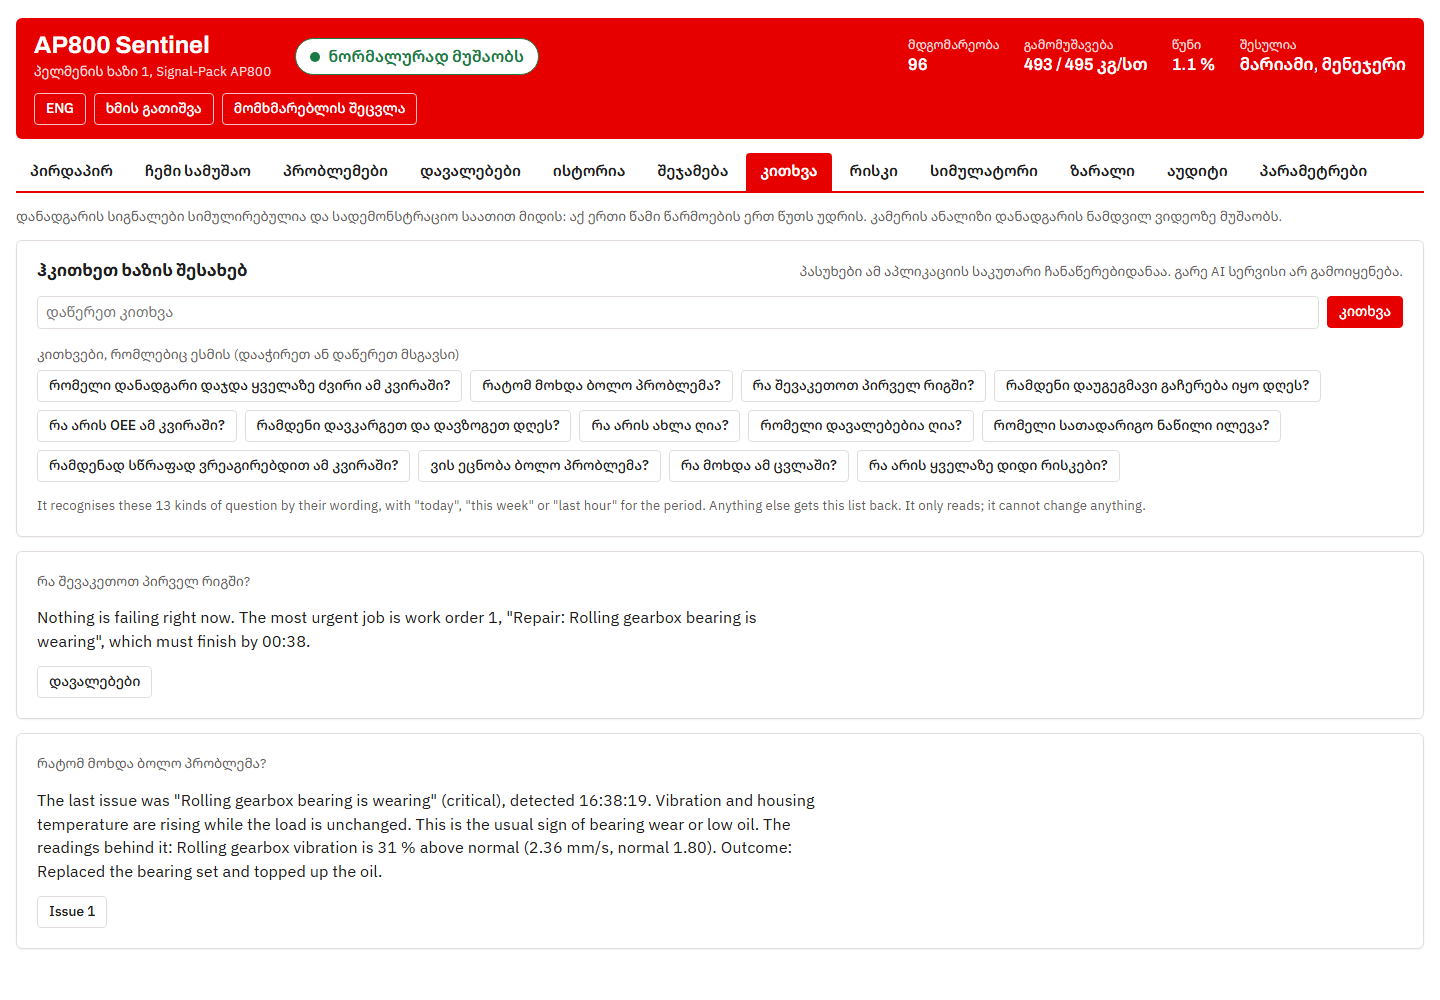 AP800 Sentinel
პელმენის ხაზი 1, Signal-Pack AP800
ნორმალურად მუშაობს
მდგომარეობა
96
გამომუშავება
493 / 495 კგ/სთ
წუნი
1.1 %
შესულია
მარიამი, მენეჯერი
ENG
ხმის გათიშვა
მომხმარებლის შეცვლა
პირდაპირ
ჩემი სამუშაო
პრობლემები
დავალებები
ისტორია
შეჯამება
კითხვა
რისკი
სიმულატორი
ზარალი
აუდიტი
პარამეტრები
დანადგარის სიგნალები სიმულირებულია და სადემონსტრაციო საათით მიდის: აქ ერთი წამი წარმოების ერთ წუთს უდრის. კამერის ანალიზი დანადგარის ნამდვილ ვიდეოზე მუშაობს.
ჰკითხეთ ხაზის შესახებ
პასუხები ამ აპლიკაციის საკუთარი ჩანაწერებიდანაა. გარე AI სერვისი არ გამოიყენება.
დაწერეთ კითხვა
კითხვა
კითხვები, რომლებიც ესმის (დააჭირეთ ან დაწერეთ მსგავსი)
რომელი დანადგარი დაჯდა ყველაზე ძვირი ამ კვირაში?
რატომ მოხდა ბოლო პრობლემა?
რა შევაკეთოთ პირველ რიგში?
რამდენი დაუგეგმავი გაჩერება იყო დღეს?
რა არის OEE ამ კვირაში?
რამდენი დავკარგეთ და დავზოგეთ დღეს?
რა არის ახლა ღია?
რომელი დავალებებია ღია?
რომელი სათადარიგო ნაწილი ილევა?
რამდენად სწრაფად ვრეაგირებდით ამ კვირაში?
ვის ეცნობა ბოლო პრობლემა?
რა მოხდა ამ ცვლაში?
რა არის ყველაზე დიდი რისკები?
It recognises these 13 kinds of question by their wording, with "today", "this week" or "last hour" for the period. Anything else gets this list back. It only reads; it cannot change anything.
რა შევაკეთოთ პირველ რიგში?
Nothing is failing right now. The most urgent job is work order 1, "Repair: Rolling gearbox bearing is
wearing", which must finish by 00:38.
დავალებები
რატომ მოხდა ბოლო პრობლემა?
The last issue was "Rolling gearbox bearing is wearing" (critical), detected 16:38:19. Vibration and housing
temperature are rising while the load is unchanged. This is the usual sign of bearing wear or low oil. The
readings behind it: Rolling gearbox vibration is 31 % above normal (2.36 mm/s, normal 1.80). Outcome:
Replaced the bearing set and topped up the oil.
Issue 1